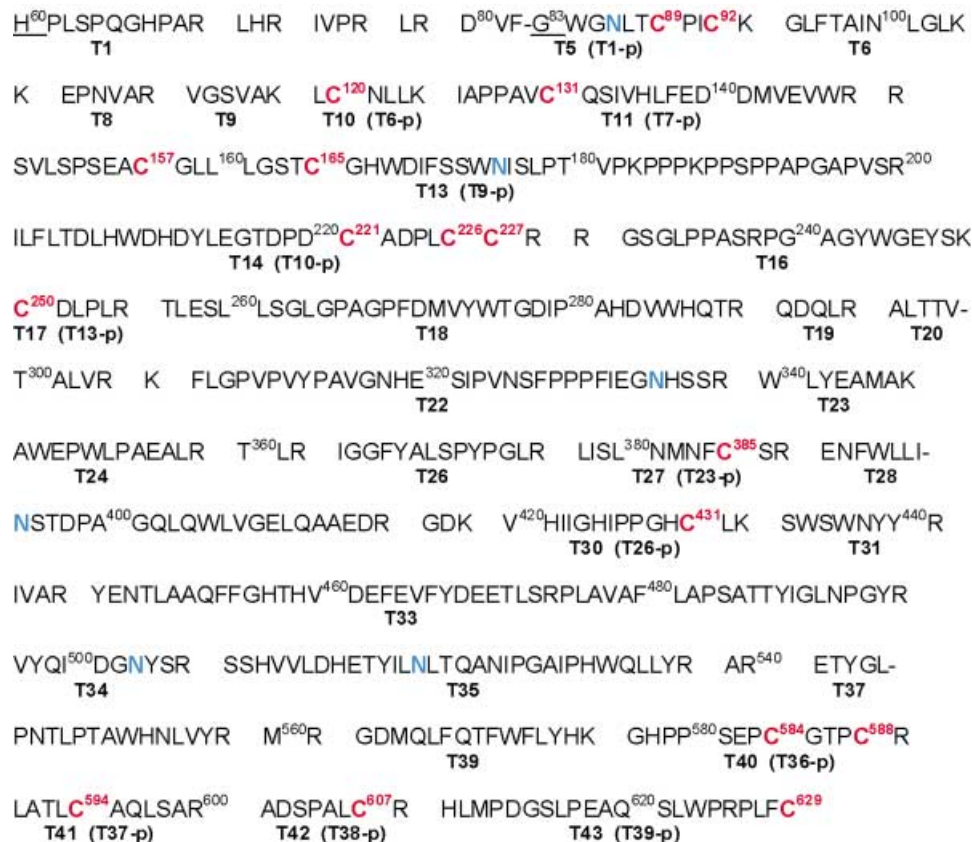 H60PLSPQGHPAR LHR IVPR LR D80VF-G83WGNLTC89PIC92K GLFTAIN100LGLK
T1 T5 (T1-p) T6
K EPNVAR VGSVAK LC120NLLK IAPPAVC131QSIVHLFED140DMVEVWR R
T8 T9 T10 (T6-p) T11 (T7-p)
SVLSPSEAC157GLL160LGSTC165GHWDIFSSWNISLPT180VPKPPPKPPSPPAPGAPVSR200
T13 (T9-p)
ILFLTDLHWDHDYLEGTDPD220C221ADPLC226C227R R GSGLPPASRPG240AGYWGEYSK
T14 (T10-p) T16
C250DLPLR TLESL260LSGLGPAGPFDMVYWTGDIP280AHDVWHQTR QDQLR ALTTV-
T17 (T13-p) T18 T19 T20
T300ALVR K FLGPVPVYPAVGNHE320SIPVNSFPPPFIEGNHSSR W340LYEAMAK
T22 T23
AWEPWLPAEALR T360LR IGGFYALSPYPGLR LISL380NMNFC385SR ENFWLLI-
T24 T26 T27 (T23-p) T28
NSTDPA400GQLQWLVGELQAAEDR GDK V420HIIGHIPPGHC431LK SWSWNYY440R
T30 (T26-p) T31
IVAR YENTLAAQFFGHTHV460DEFEVFYDEETLSRPLAVAF480LAPSATTYIGLNPGYR
T33
VYQI500DGNYSR SSHVVLDHETYILNLTQANIPGAIPHWQLLYR AR540 ETYGL-
T34 T35 T37
PNTLPTAWHNLVYR M560R GDMQLFQTFWFLYHK GHPP580SEPC584GTPC588R
T39 T40 (T36-p)
LATLC594AQLSAR600 ADSPALC607R HLMPDGSLPEAQ620SLWPRPLFC629
T41 (T37-p) T42 (T38-p) T43 (T39-p)